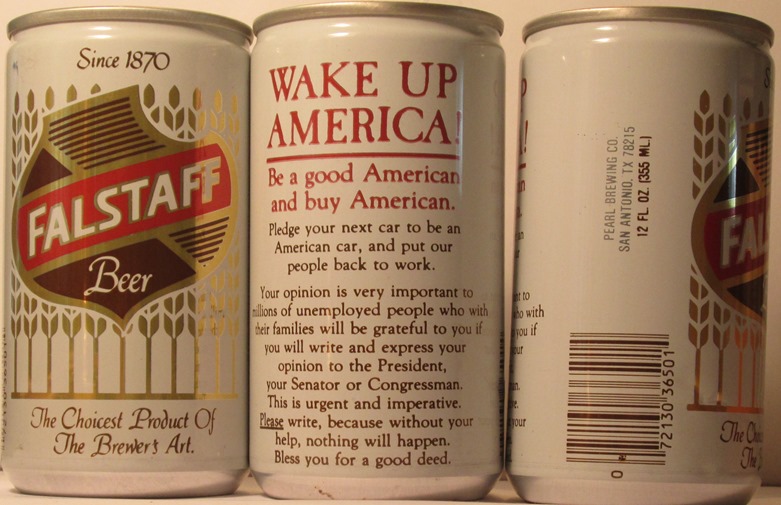 Since 1870
FALSTAFF
Beer
The Choicest Product Of
The Brewer's Art.
WAKE UP
AMERICA!
Be a good American
and buy American.
Pledge your next car to be an
American car, and put our
people back to work.
Your opinion is very important to
millions of unemployed people who with
their families will be grateful to you if
you will write and express your
opinion to the President,
your Senator or Congressman.
This is urgent and imperative.
Please write, because without your
help, nothing will happen.
Bless you for a good deed.
PEARL BREWING CO.
SAN ANTONIO, TX 78215
12 FL. OZ. (355 ML.)
0 72130 36501
FAL
The Cho
The B